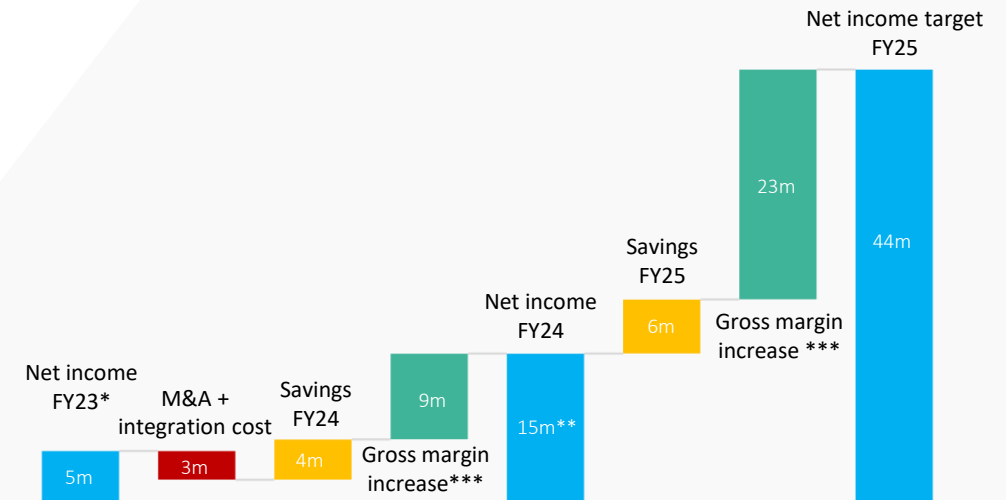 Net income target
FY25
23m
44m
Savings
FY25
6m
Gross margin
increase ***
Net income
FY24
15m**
Net income
FY23*
5m
M&A +
integration cost
3m
Savings
FY24
4m
9m
Gross margin
increase***